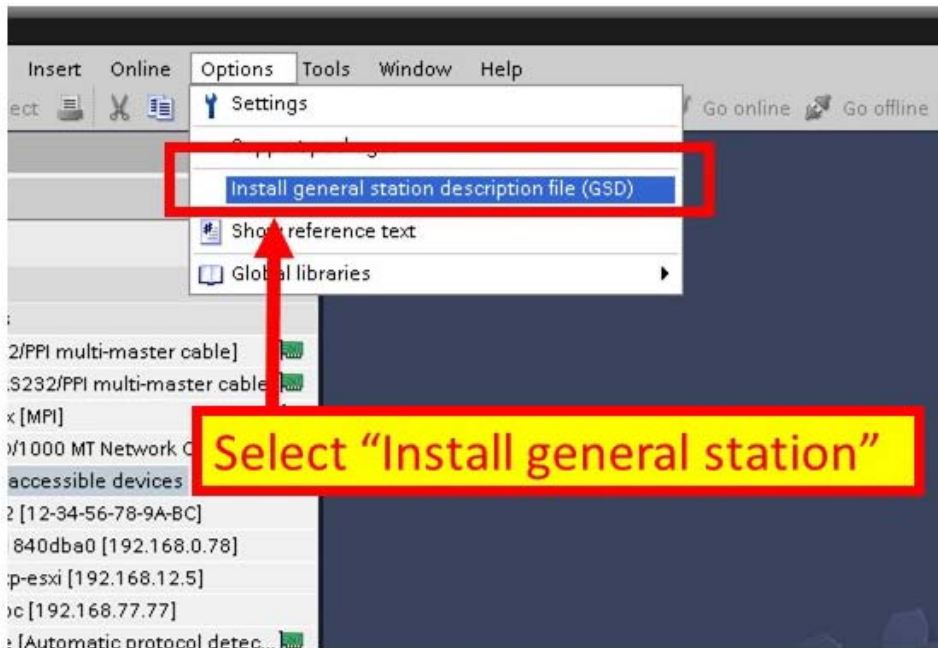 Insert Online Options Tools Window Help
ect Settings Go online Go offline
Install general station description file (GSD)
Show reference text
Global libraries
2/PPI multi-master cable]
S232/PPI multi-master cable
x [MPI]
0/1000 MT Network
Select “Install general station”
accessible devices
2 [12-34-56-78-9A-BC]
840dba0 [192.168.0.78]
xp-esxi [192.168.12.5]
oc [192.168.77.77]
[Automatic protocol detec...]